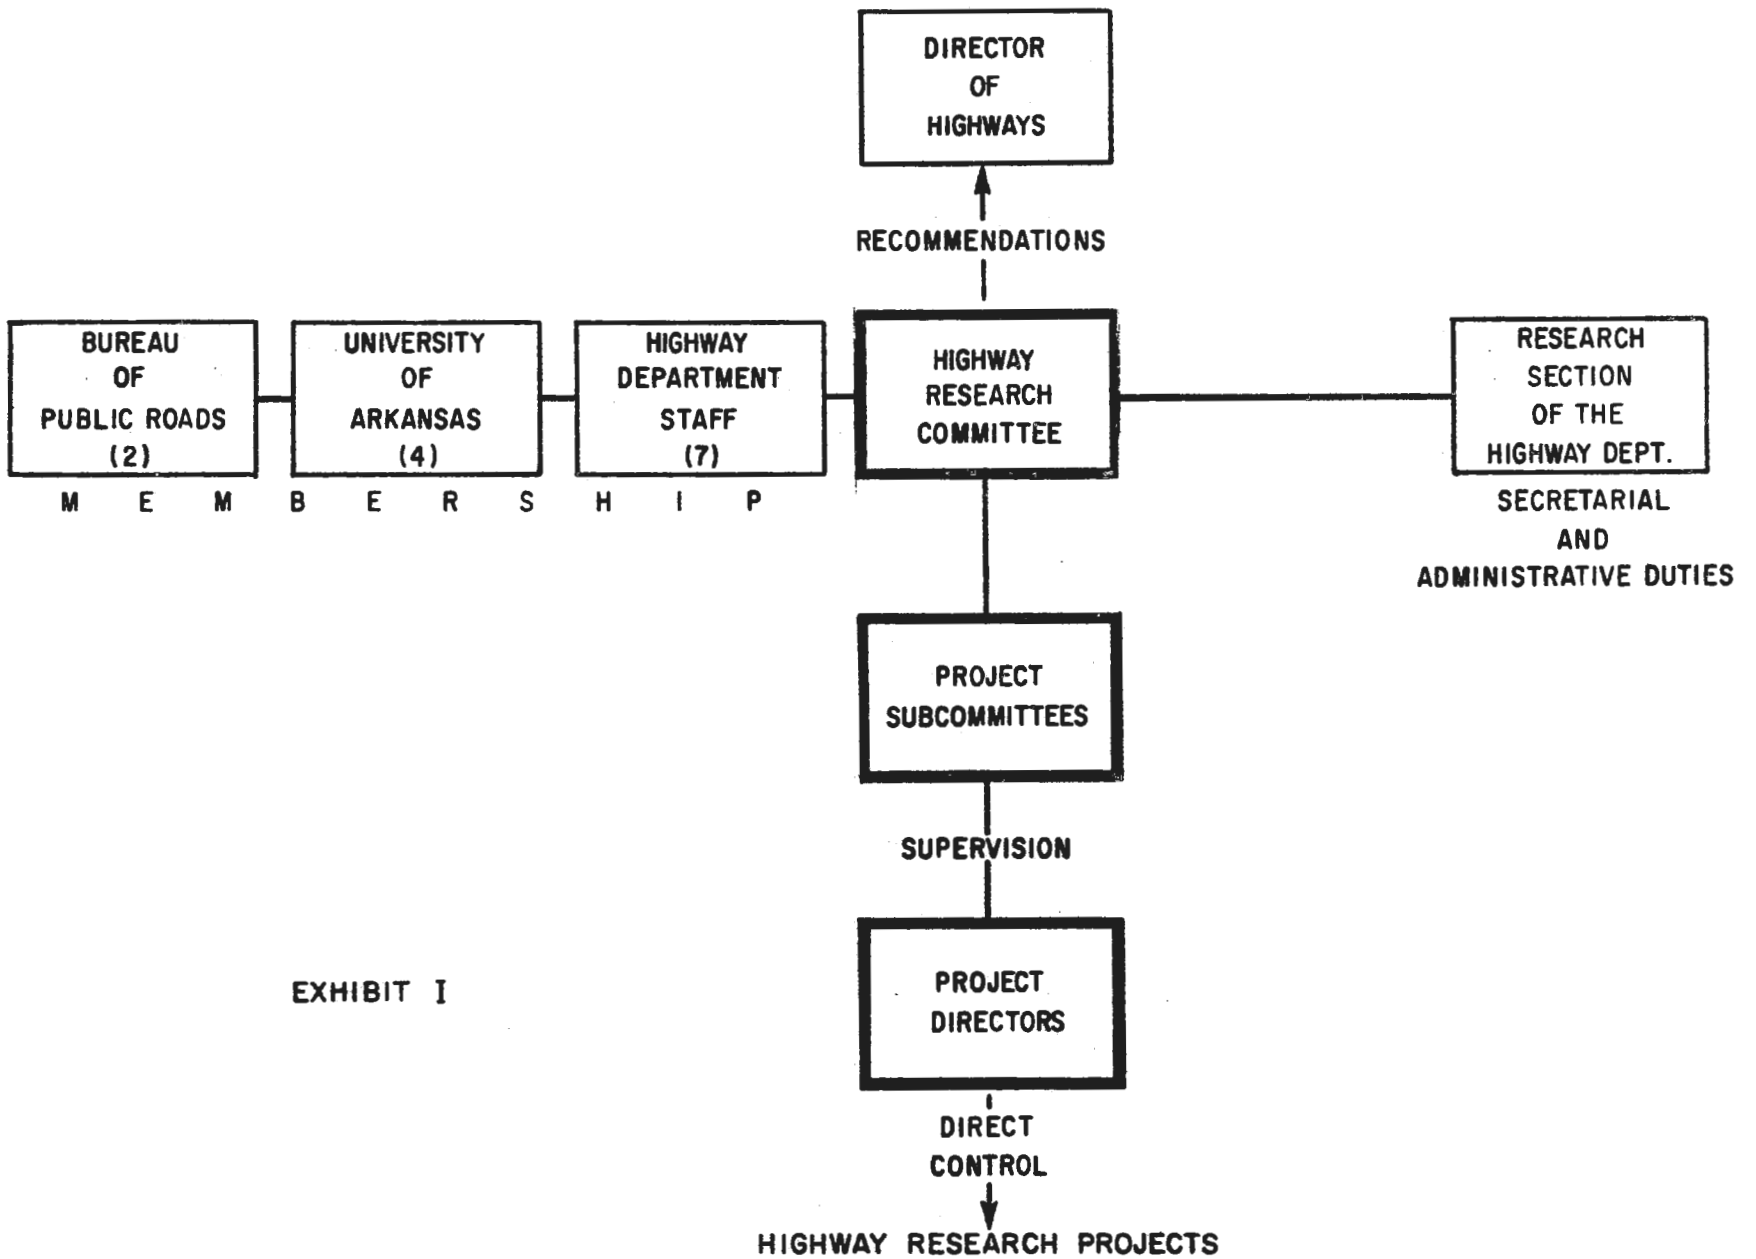 DIRECTOR
OF
HIGHWAYS
RECOMMENDATIONS
BUREAU
OF
PUBLIC ROADS
(2)
UNIVERSITY
OF
ARKANSAS
(4)
HIGHWAY
DEPARTMENT
STAFF
(7)
M E M B E R S H I P
HIGHWAY
RESEARCH
COMMITTEE
RESEARCH
SECTION
OF THE
HIGHWAY DEPT.
SECRETARIAL
AND
ADMINISTRATIVE DUTIES
PROJECT
SUBCOMMITTEES
SUPERVISION
PROJECT
DIRECTORS
EXHIBIT I
DIRECT
CONTROL
HIGHWAY RESEARCH PROJECTS